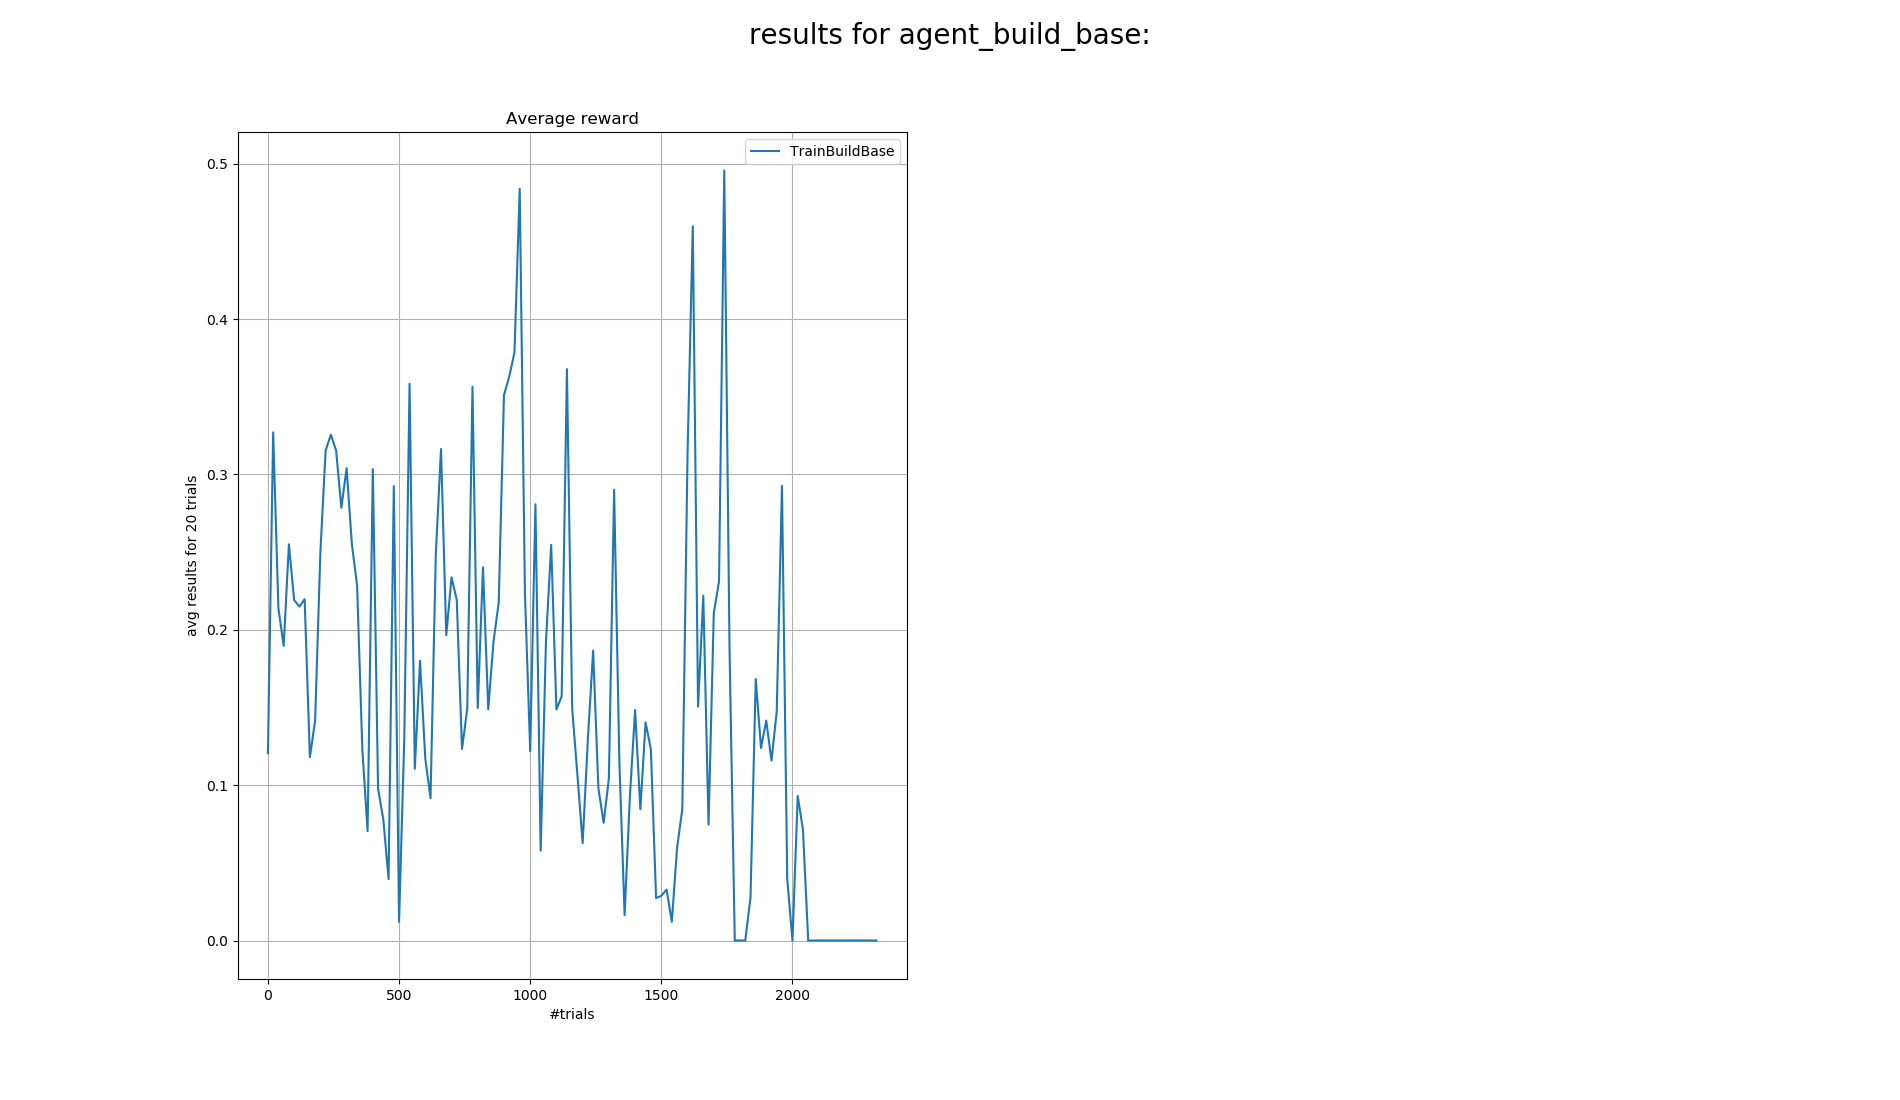 results for agent_build_base:
Average reward
TrainBuildBase
0.5
0.4
0.3
0.2
0.1
0.0
avg results for 20 trials
0 500 1000 1500 2000
#trials